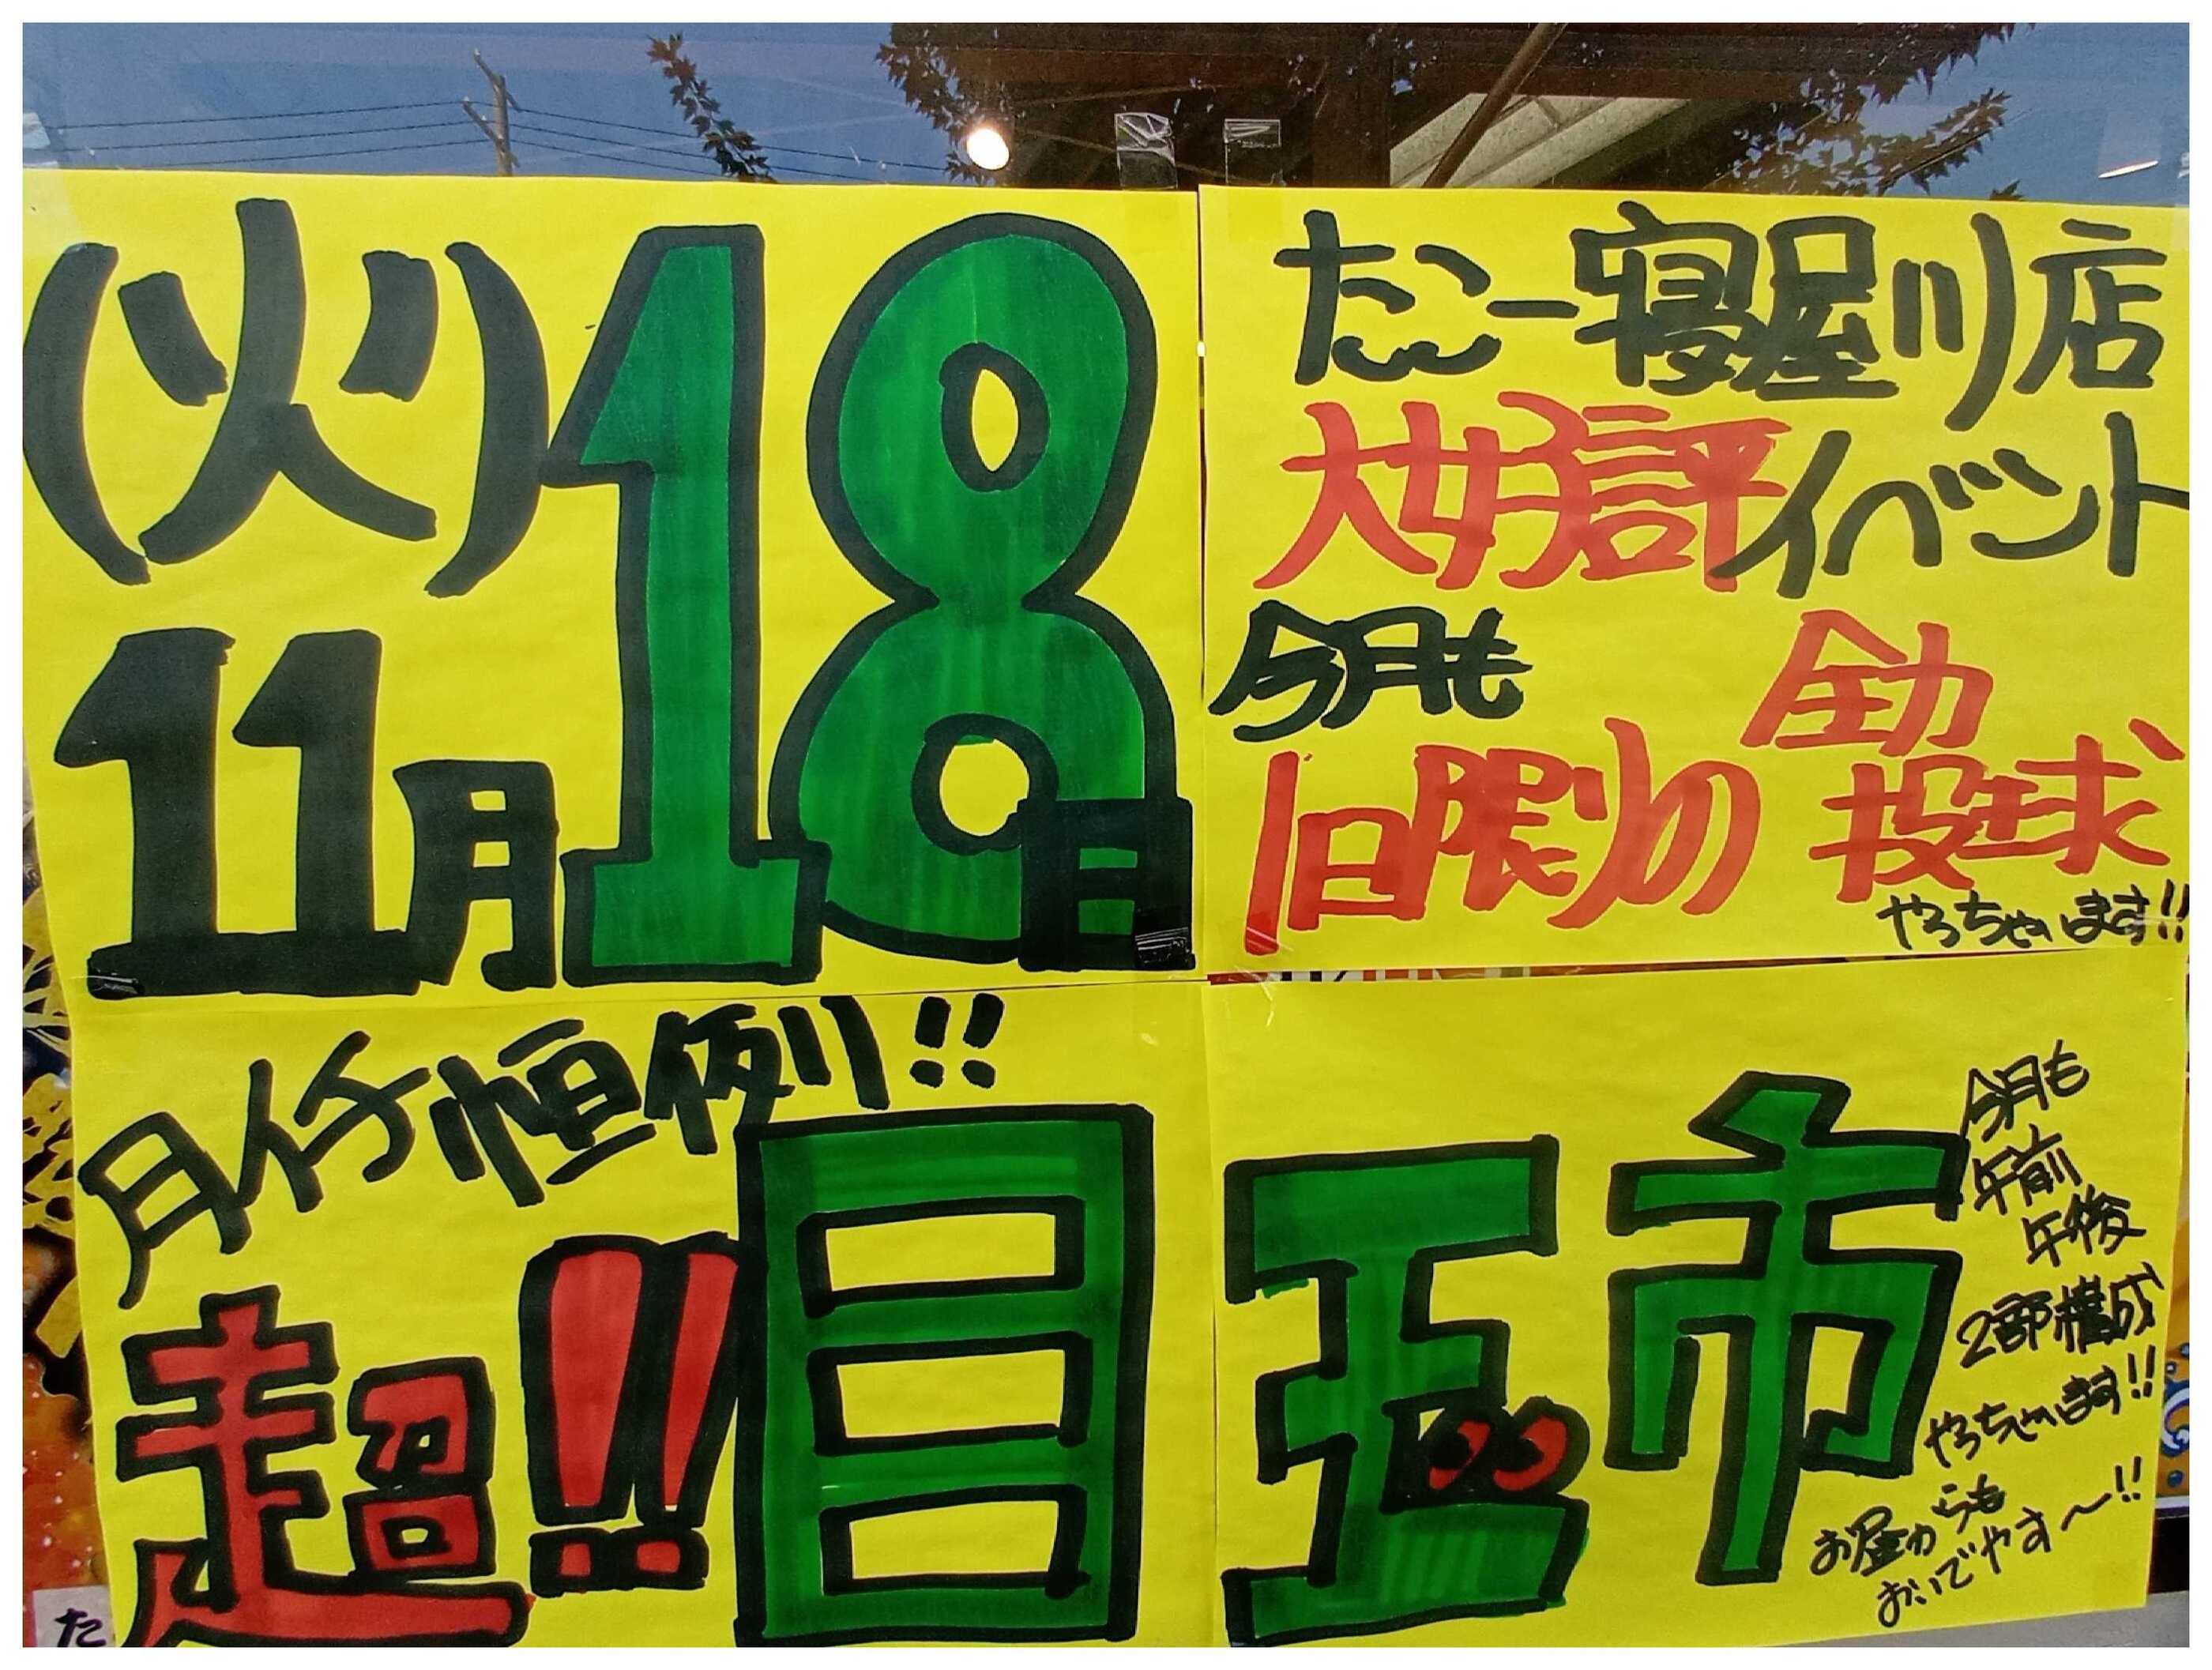 (火)
11月18日
たこ一寝屋川店
大好評イベント
今月も
1日限りの
全力
投球
やっちゃいます!!
月イチ恒例!!
超!!目玉市
今月も
午前
午後
2部構成
やっちゃいます!!
お昼からも
おいでやす〜!!
た